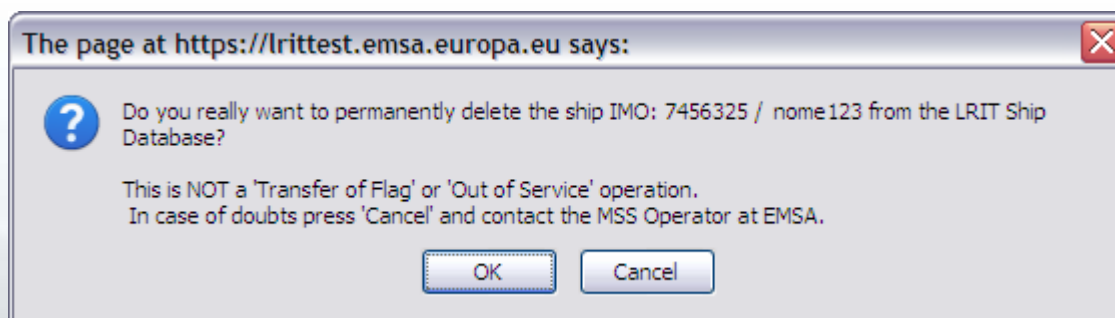 The page at https://lrittest.emsa.europa.eu says:
Do you really want to permanently delete the ship IMO: 7456325 / nome123 from the LRIT Ship
Database?
This is NOT a 'Transfer of Flag' or 'Out of Service' operation.
In case of doubts press 'Cancel' and contact the MSS Operator at EMSA.
OK Cancel